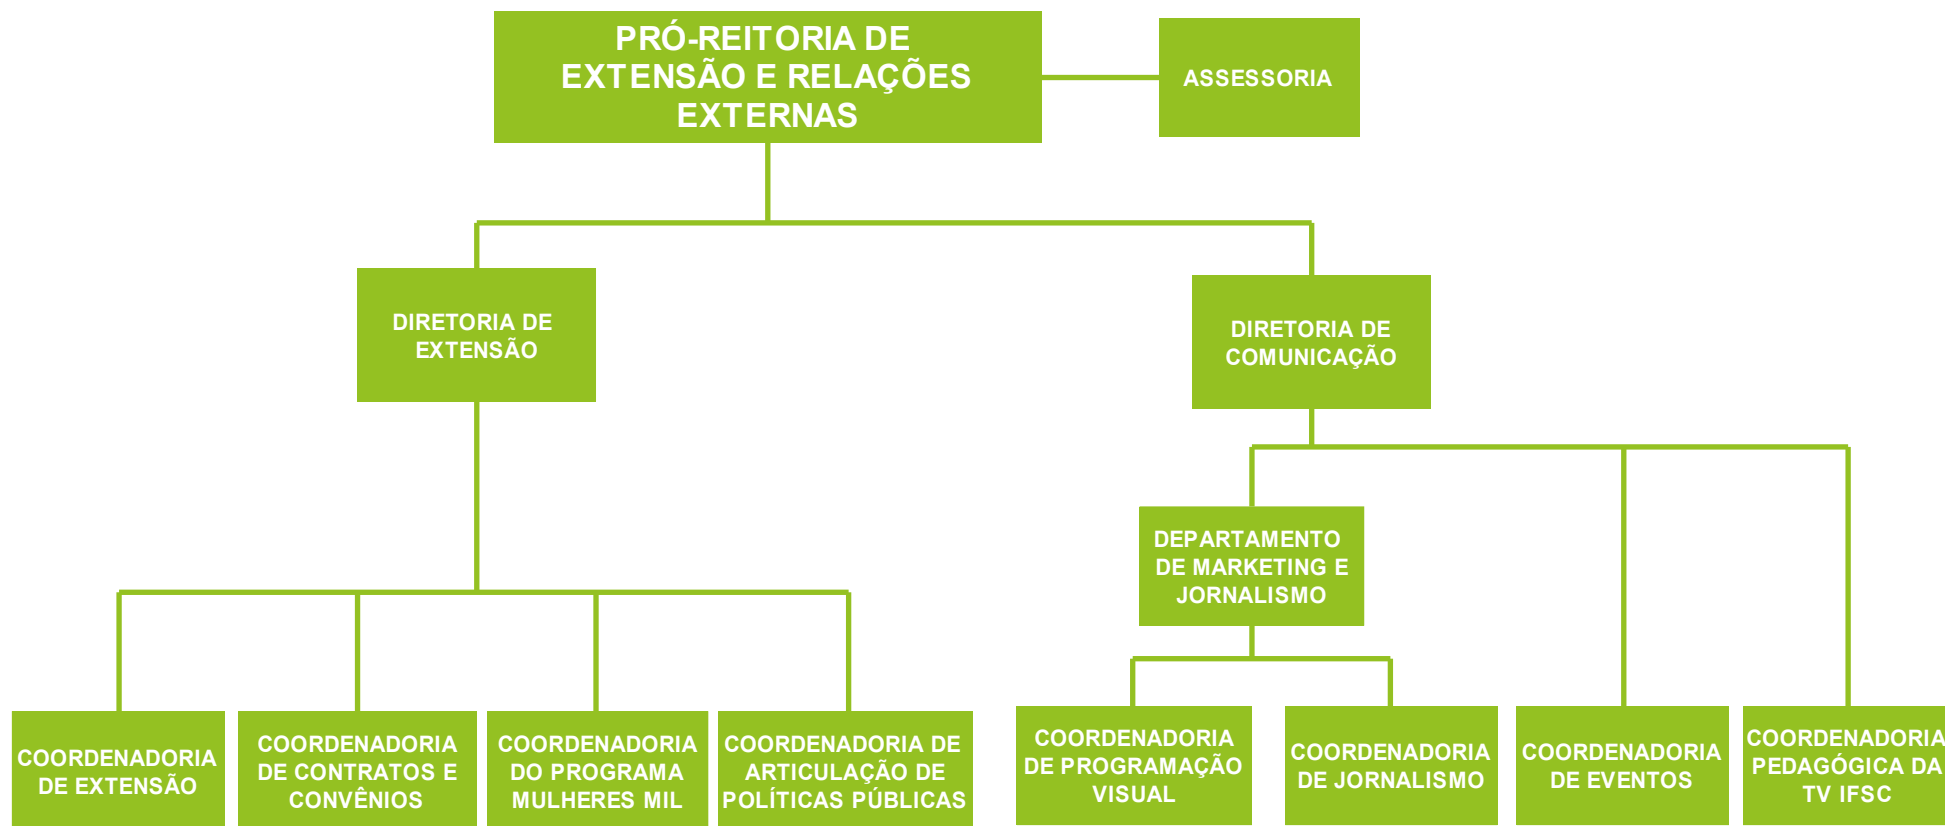 PRÓ-REITORIA DE
EXTENSÃO E RELAÇÕES
EXTERNAS
ASSESSORIA
DIRETORIA DE
EXTENSÃO
DIRETORIA DE
COMUNICAÇÃO
DEPARTAMENTO
DE MARKETING E
JORNALISMO
COORDENADORIA
DE EXTENSÃO
COORDENADORIA
DE CONTRATOS E
CONVÊNIOS
COORDENADORIA
DO PROGRAMA
MULHERES MIL
COORDENADORIA DE
ARTICULAÇÃO DE
POLÍTICAS PÚBLICAS
COORDENADORIA
DE PROGRAMAÇÃO
VISUAL
COORDENADORIA
DE JORNALISMO
COORDENADORIA
DE EVENTOS
COORDENADORIA
PEDAGÓGICA DA
TV IFSC